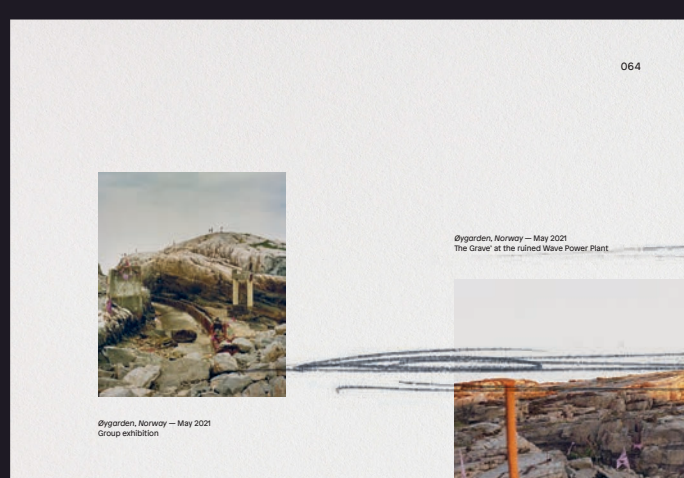 064
Øygarden, Norway — May 2021
The Grave' at the ruined Wave Power Plant
Øygarden, Norway — May 2021
Group exhibition